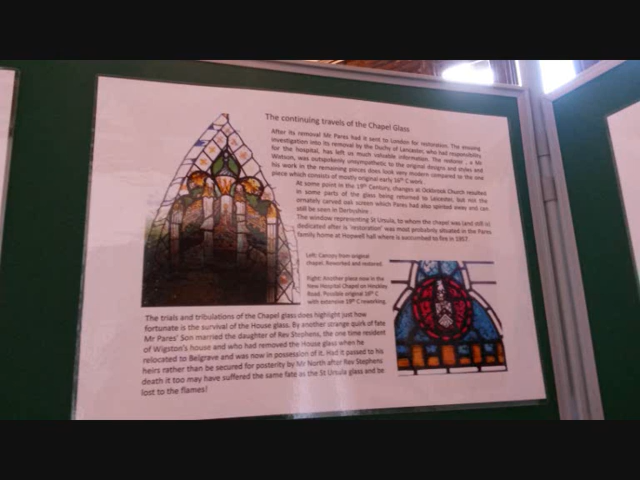 The continuing travels of the Chapel Glass
After its removal Mr Pares had it sent to London for restoration. The ensuing
investigation into its removal by the Duchy of Lancaster, who had responsibility
for the hospital, has left us much valuable information. The restorer , a Mr
Watson, was outspokenly unsympathetic to the original designs and styles and
his work in the remaining pieces does look very modern compared to the one
piece which consists of mostly original early 16th C work .
At some point in the 19th Century, changes at Ockbrook Church resulted
in some parts of the glass being returned to Leicester, but not the
ornately carved oak screen which Pares had also spirited away and can
still be seen in Derbyshire .
The window representing St Ursula, to whom the chapel was (and still is)
dedicated after is 'restoration' was most probably situated in the Pares
family home at Hopwell hall where is succumbed to fire in 1957.
Left: Canopy from original
chapel. Reworked and restored.
Right: Another piece now in the
New Hospital Chapel on Hinckley
Road. Possible original 16th C
with extensive 19th C reworking.
The trials and tribulations of the Chapel glass does highlight just how
fortunate is the survival of the House glass. By another strange quirk of fate
Mr Pares' Son married the daughter of Rev Stephens, the one time resident
of Wigston's house and who had removed the House glass when he
relocated to Belgrave and was now in possession of it. Had it passed to his
heirs rather than be secured for posterity by Mr North after Rev Stephens
death it too may have suffered the same fate as the St Ursula glass and be
lost to the flames!